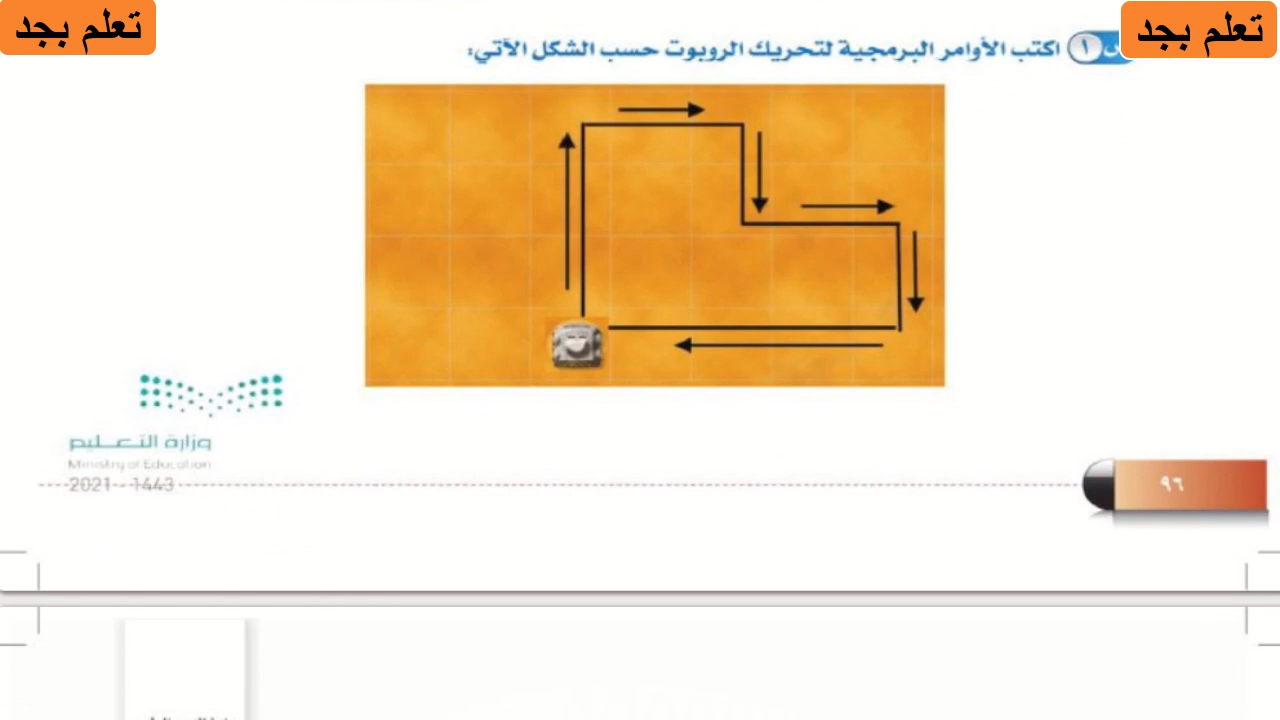 تعلم بجد
تعلم بجد
١ اكتب الأوامر البرمجية لتحريك الروبوت حسب الشكل الآتي:
وزارة التعليم
Ministry of Education
2021 - 1443
٩٦